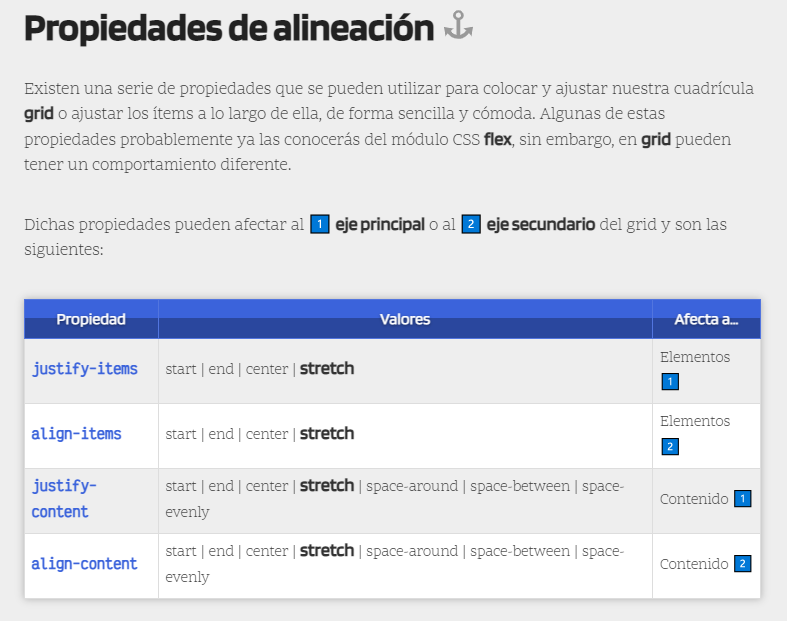 Propiedades de alineación
Existen una serie de propiedades que se pueden utilizar para colocar y ajustar nuestra cuadrícula
grid o ajustar los ítems a lo largo de ella, de forma sencilla y cómoda. Algunas de estas
propiedades probablemente ya las conocerás del módulo CSS flex, sin embargo, en grid pueden
tener un comportamiento diferente.
Dichas propiedades pueden afectar al 1 eje principal o al 2 eje secundario del grid y son las
siguientes:
Propiedad Valores Afecta a...
justify-items start | end | center | stretch Elementos
1
align-items start | end | center | stretch Elementos
2
justify-
content
start | end | center | stretch | space-around | space-between | space-
evenly
Contenido 1
align-content
start | end | center | stretch | space-around | space-between | space-
evenly
Contenido 2